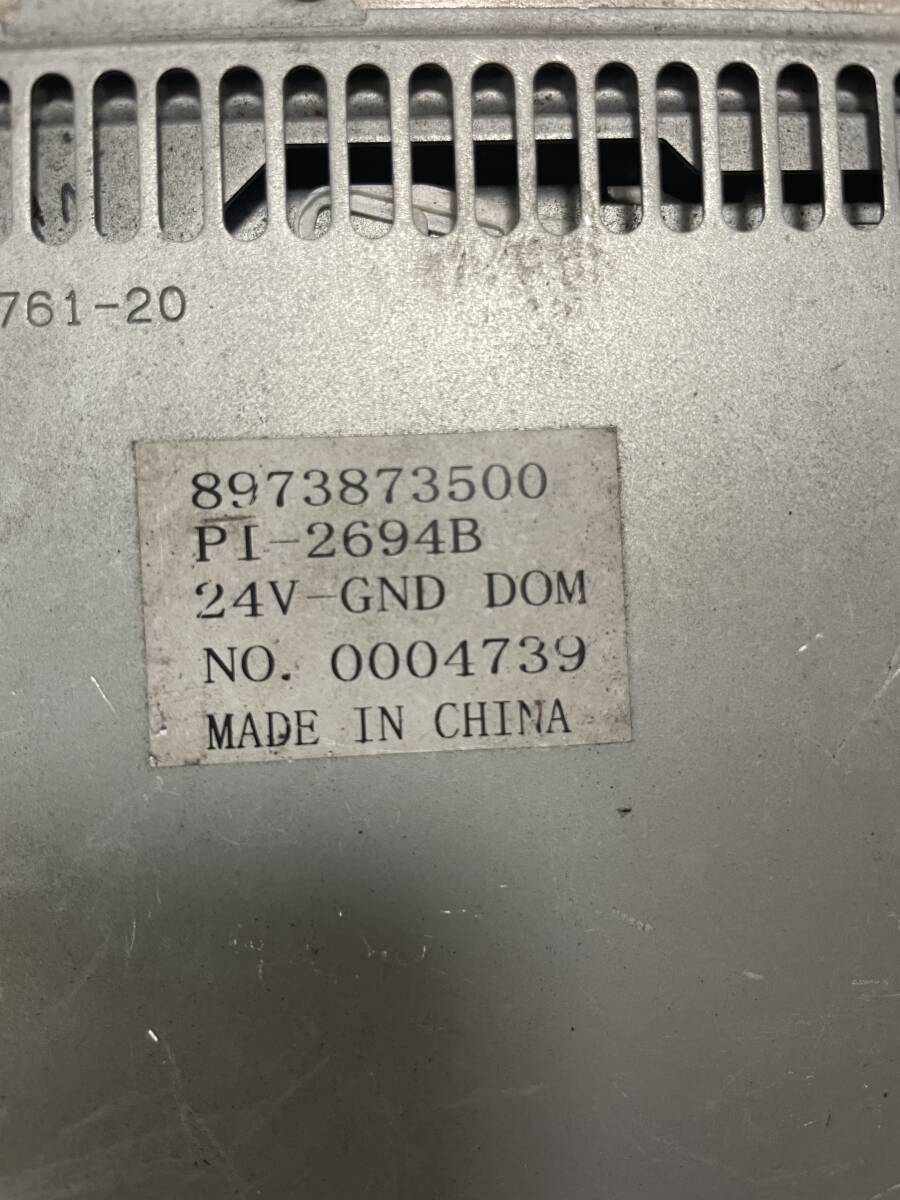 761-20
8973873500
PI-2694B
24V-GND DOM
NO. 0004739
MADE IN CHINA